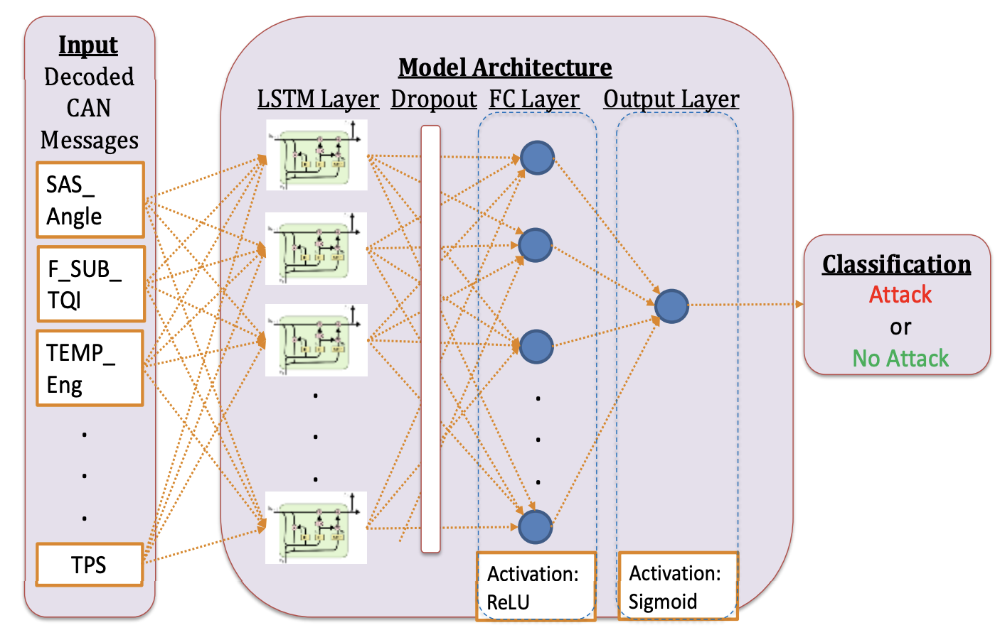 Input
Decoded
CAN
Messages
SAS_
Angle
F_SUB_
TQI
TEMP_
Eng
TPS
Model Architecture
LSTM Layer
Dropout
FC Layer
Output Layer
Activation:
ReLU
Activation:
Sigmoid
Classification
Attack
or
No Attack